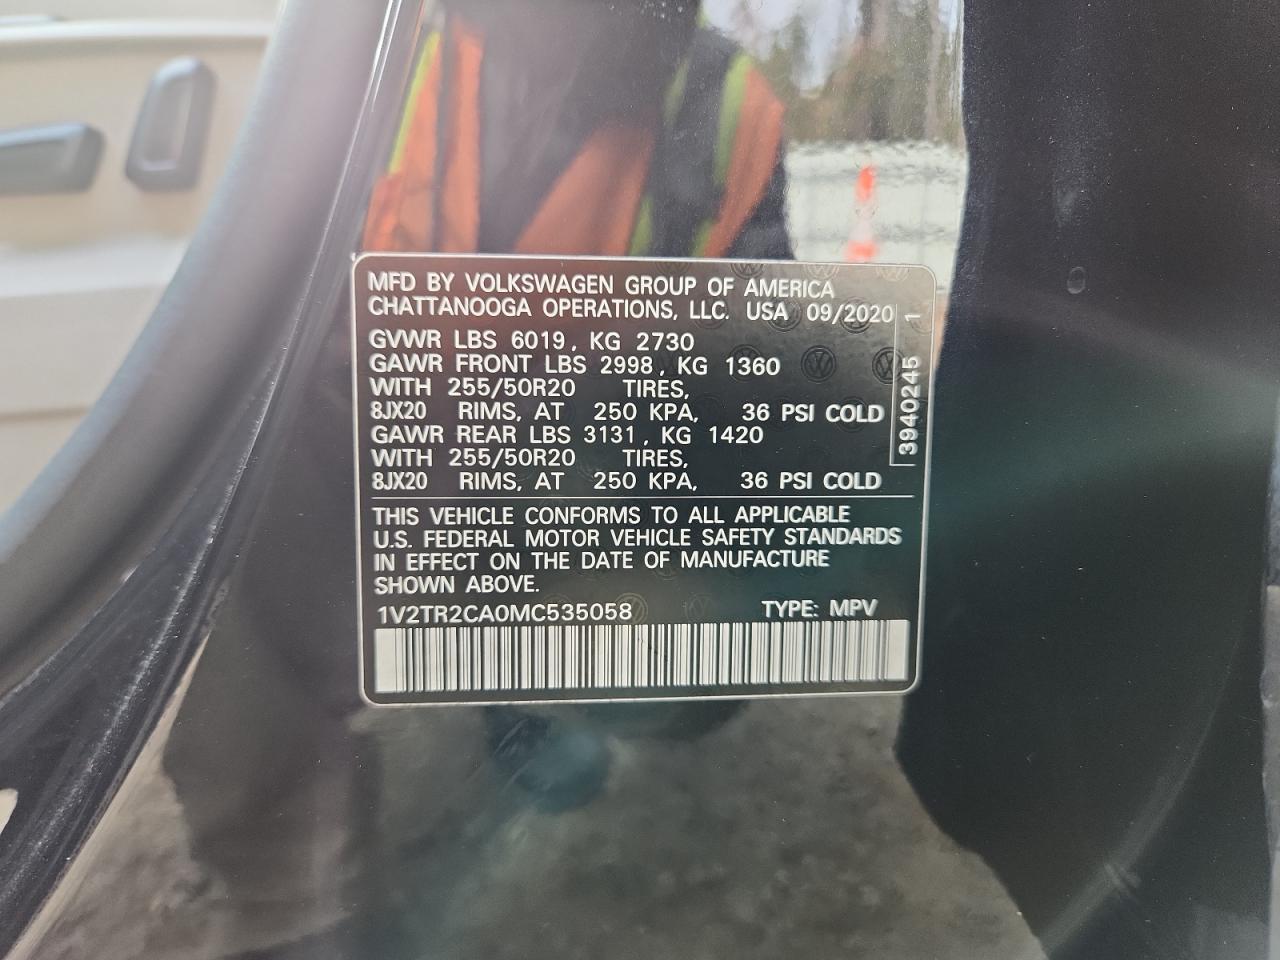 MFD BY VOLKSWAGEN GROUP OF AMERICA
CHATTANOOGA OPERATIONS, LLC. USA 09/2020
GVWR LBS 6019, KG 2730
GAWR FRONT LBS 2998, KG 1360
WITH 255/50R20 TIRES,
8JX20 RIMS, AT 250 KPA, 36 PSI COLD
GAWR REAR LBS 3131, KG 1420
WITH 255/50R20 TIRES,
8JX20 RIMS, AT 250 KPA, 36 PSI COLD
3940245 1
THIS VEHICLE CONFORMS TO ALL APPLICABLE
U.S. FEDERAL MOTOR VEHICLE SAFETY STANDARDS
IN EFFECT ON THE DATE OF MANUFACTURE
SHOWN ABOVE.
1V2TR2CA0MC535058 TYPE: MPV